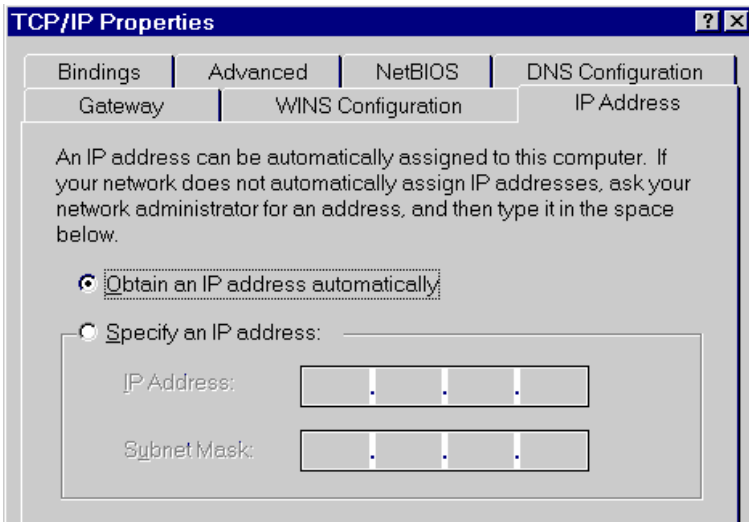 TCP/IP Properties
Bindings Advanced NetBIOS DNS Configuration
Gateway WINS Configuration IP Address
An IP address can be automatically assigned to this computer. If
your network does not automatically assign IP addresses, ask your
network administrator for an address, and then type it in the space
below.
Obtain an IP address automatically
Specify an IP address:
IP Address: . . .
Subnet Mask: . . .